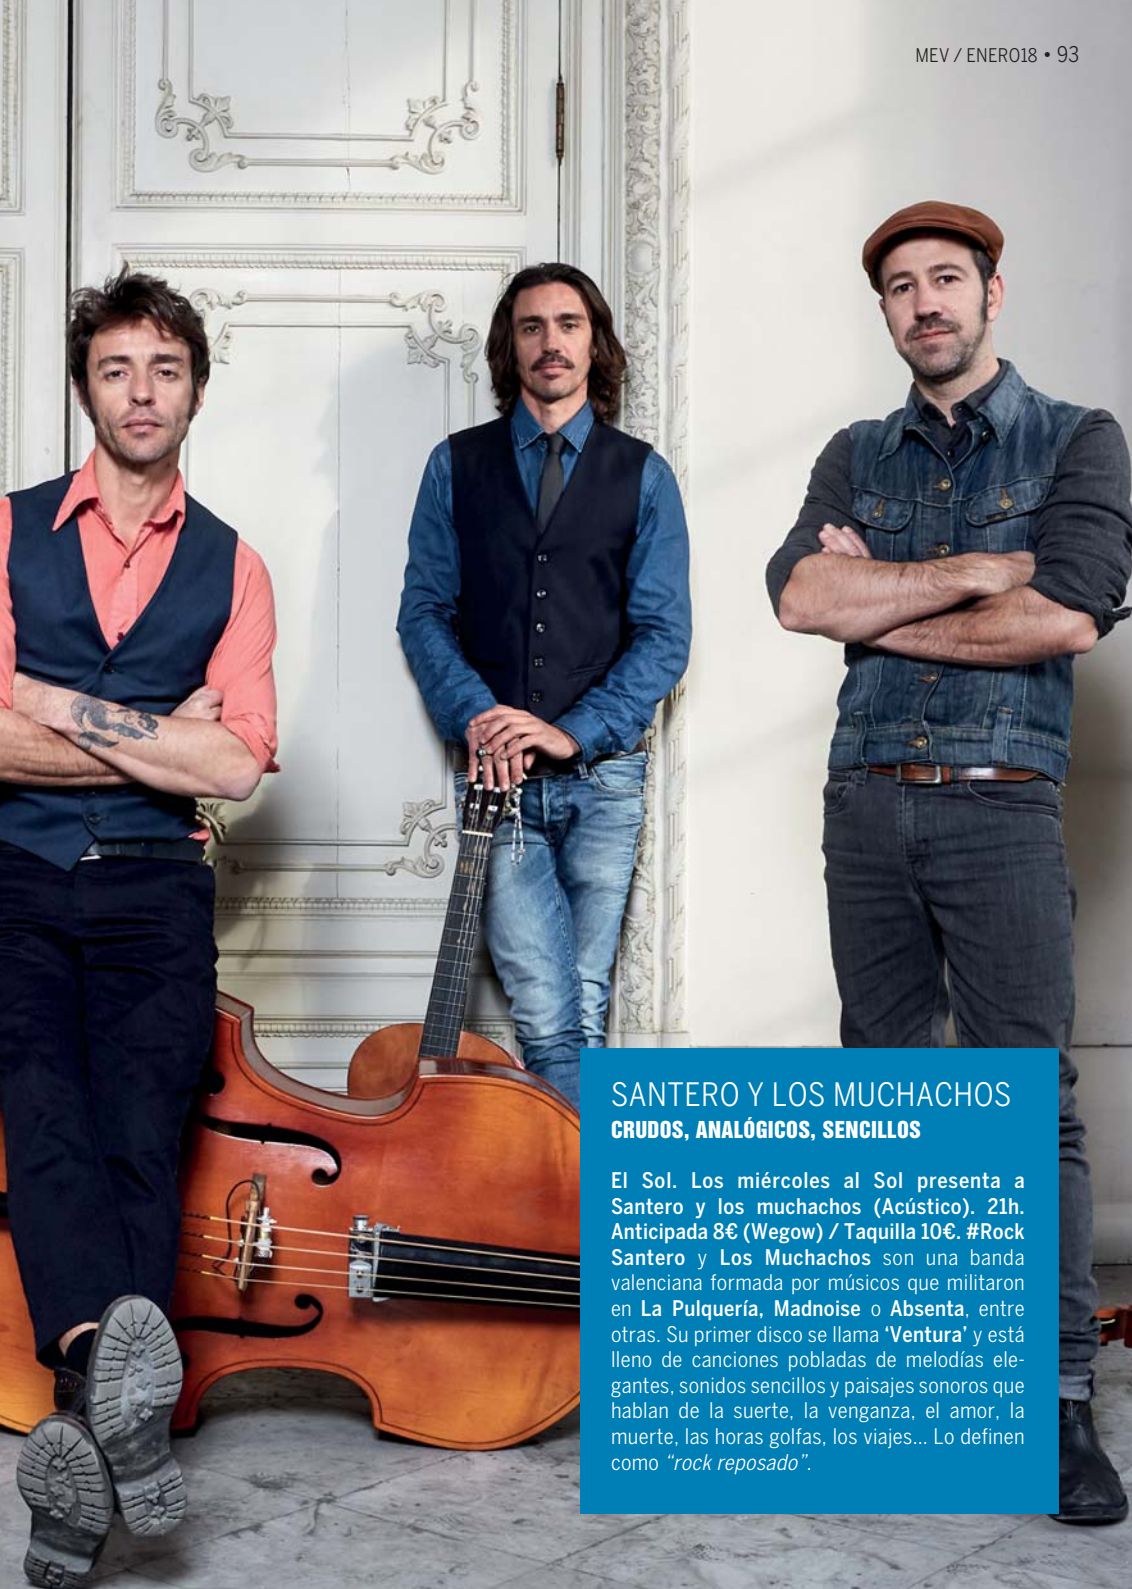 MEV / ENERO18 • 93
SANTERO Y LOS MUCHACHOS
CRUDOS, ANALÓGICOS, SENCILLOS
El Sol. Los miércoles al Sol presenta a
Santero y los muchachos (Acústico). 21h.
Anticipada 8€ (Wegow) / Taquilla 10€. #Rock
Santero y Los Muchachos son una banda
valenciana formada por músicos que militaron
en La Pulquería, Madnoise o Absenta, entre
otras. Su primer disco se llama ‘Ventura’ y está
lleno de canciones pobladas de melodías ele-
gantes, sonidos sencillos y paisajes sonoros que
hablan de la suerte, la venganza, el amor, la
muerte, las horas golfas, los viajes... Lo definen
como “rock reposado”.